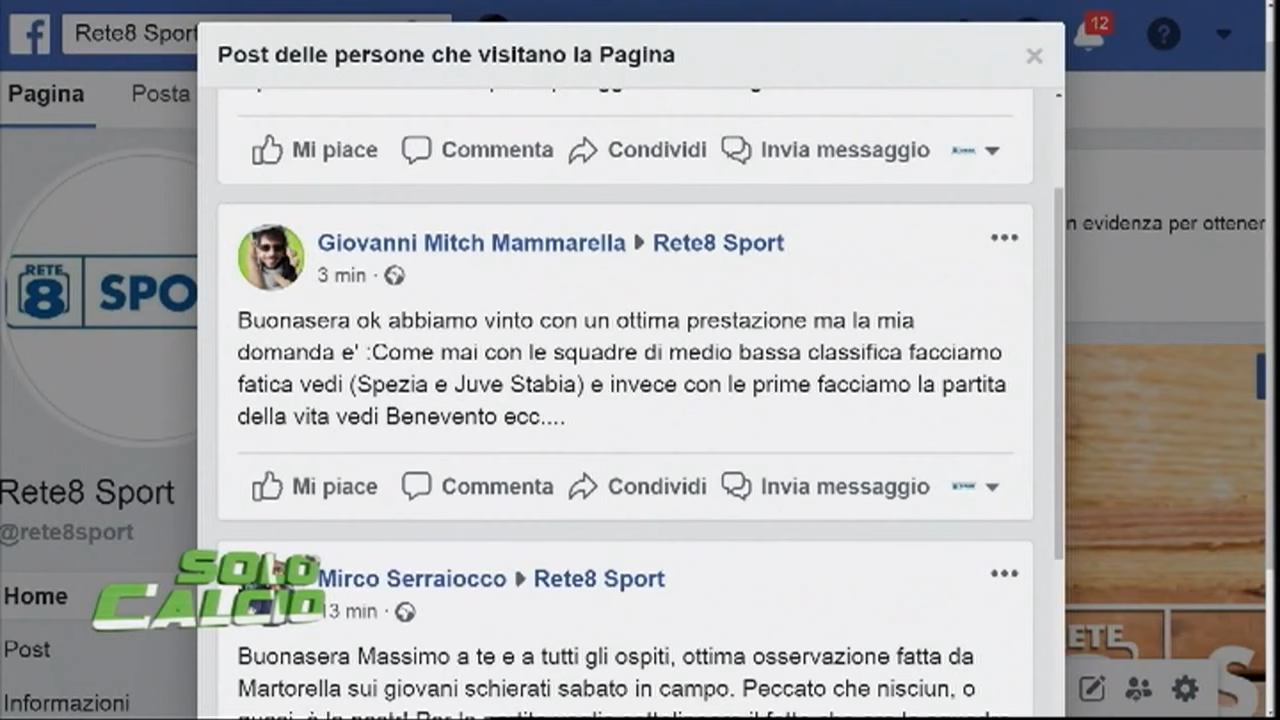 Rete8 Sport
12
?
Post delle persone che visitano la Pagina
×
Pagina
Posta
Mi piace
Commenta
Condividi
Invia messaggio
n evidenza per ottener
Giovanni Mitch Mammarella
Rete8 Sport
3 min ·
RETE
8
SPO
Buonasera ok abbiamo vinto con un ottima prestazione ma la mia
domanda e' :Come mai con le squadre di medio bassa classifica facciamo
fatica vedi (Spezia e Juve Stabia) e invece con le prime facciamo la partita
della vita vedi Benevento ecc....
Mi piace
Commenta
Condividi
Invia messaggio
Rete8 Sport
@rete8sport
SOLO
CALCIO
Mirco Serraiocco
Rete8 Sport
13 min ·
Home
Post
Informazioni
ETE
S
Buonasera Massimo a te e a tutti gli ospiti, ottima osservazione fatta da
Martorella sui giovani schierati sabato in campo. Peccato che nisciun, o